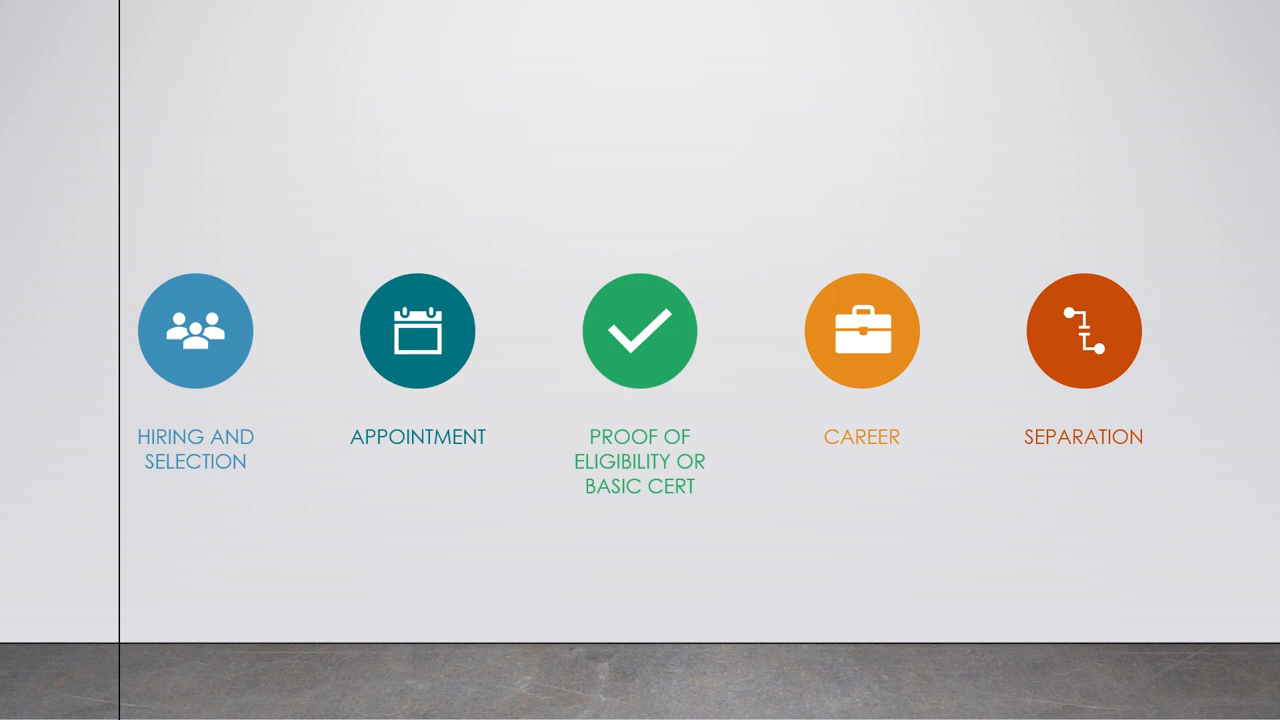 HIRING AND
SELECTION
APPOINTMENT
PROOF OF
ELIGIBILITY OR
BASIC CERT
CAREER
SEPARATION